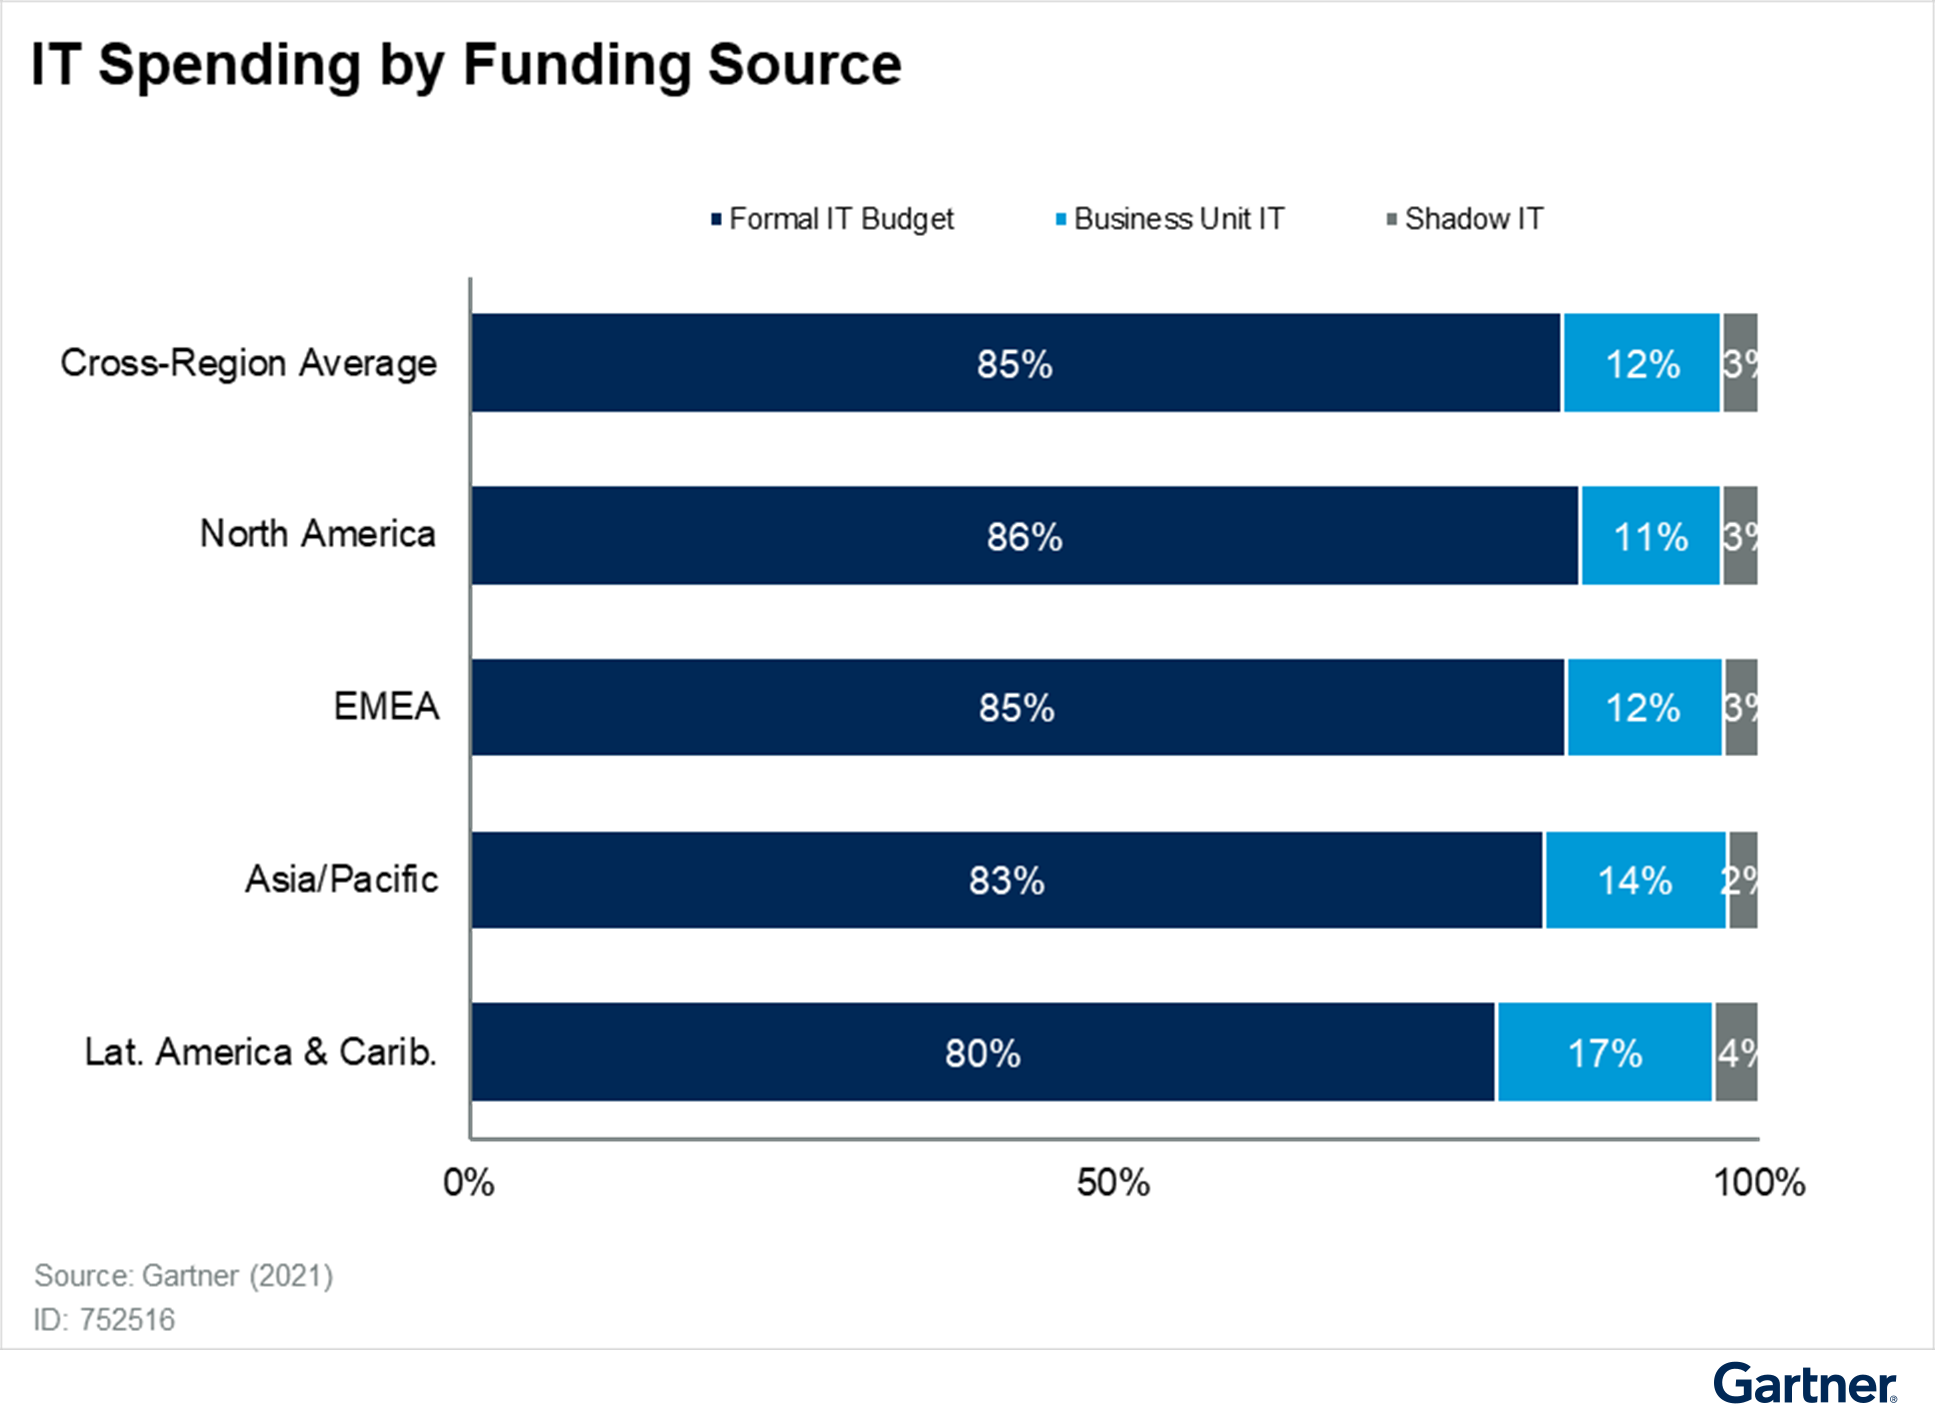 IT Spending by Funding Source
Formal IT Budget Business Unit IT Shadow IT
Cross-Region Average 85% 12% 3%
North America 86% 11% 3%
EMEA 85% 12% 3%
Asia/Pacific 83% 14% 2%
Lat. America & Carib. 80% 17% 4%
0% 50% 100%
Source: Gartner (2021)
ID: 752516
Gartner®